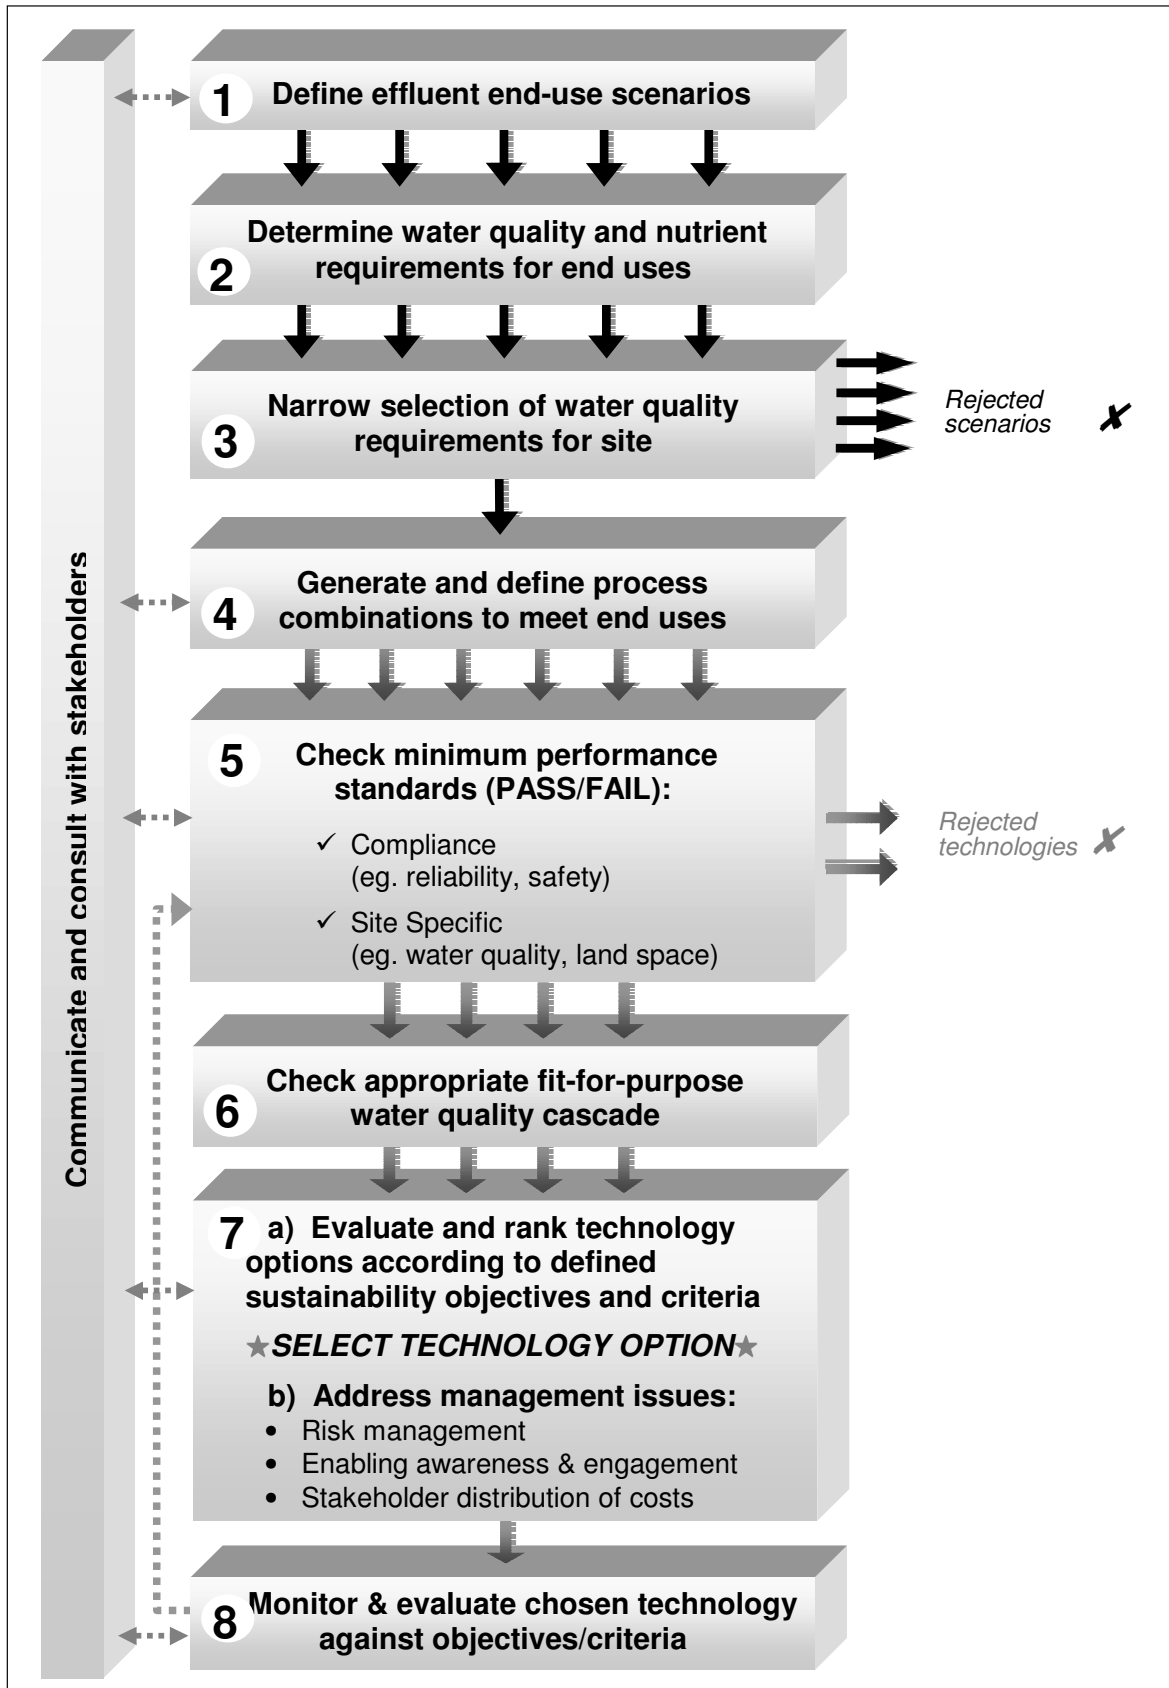 Communicate and consult with stakeholders
1
Define effluent end-use scenarios
2
Determine water quality and nutrient
requirements for end uses
3
Narrow selection of water quality
requirements for site
Rejected
scenarios ✘
4
Generate and define process
combinations to meet end uses
5
Check minimum performance
standards (PASS/FAIL):
✓ Compliance
(eg. reliability, safety)
✓ Site Specific
(eg. water quality, land space)
Rejected
technologies ✘
6
Check appropriate fit-for-purpose
water quality cascade
7
a) Evaluate and rank technology
options according to defined
sustainability objectives and criteria
★SELECT TECHNOLOGY OPTION★
b) Address management issues:
• Risk management
• Enabling awareness & engagement
• Stakeholder distribution of costs
8
Monitor & evaluate chosen technology
against objectives/criteria